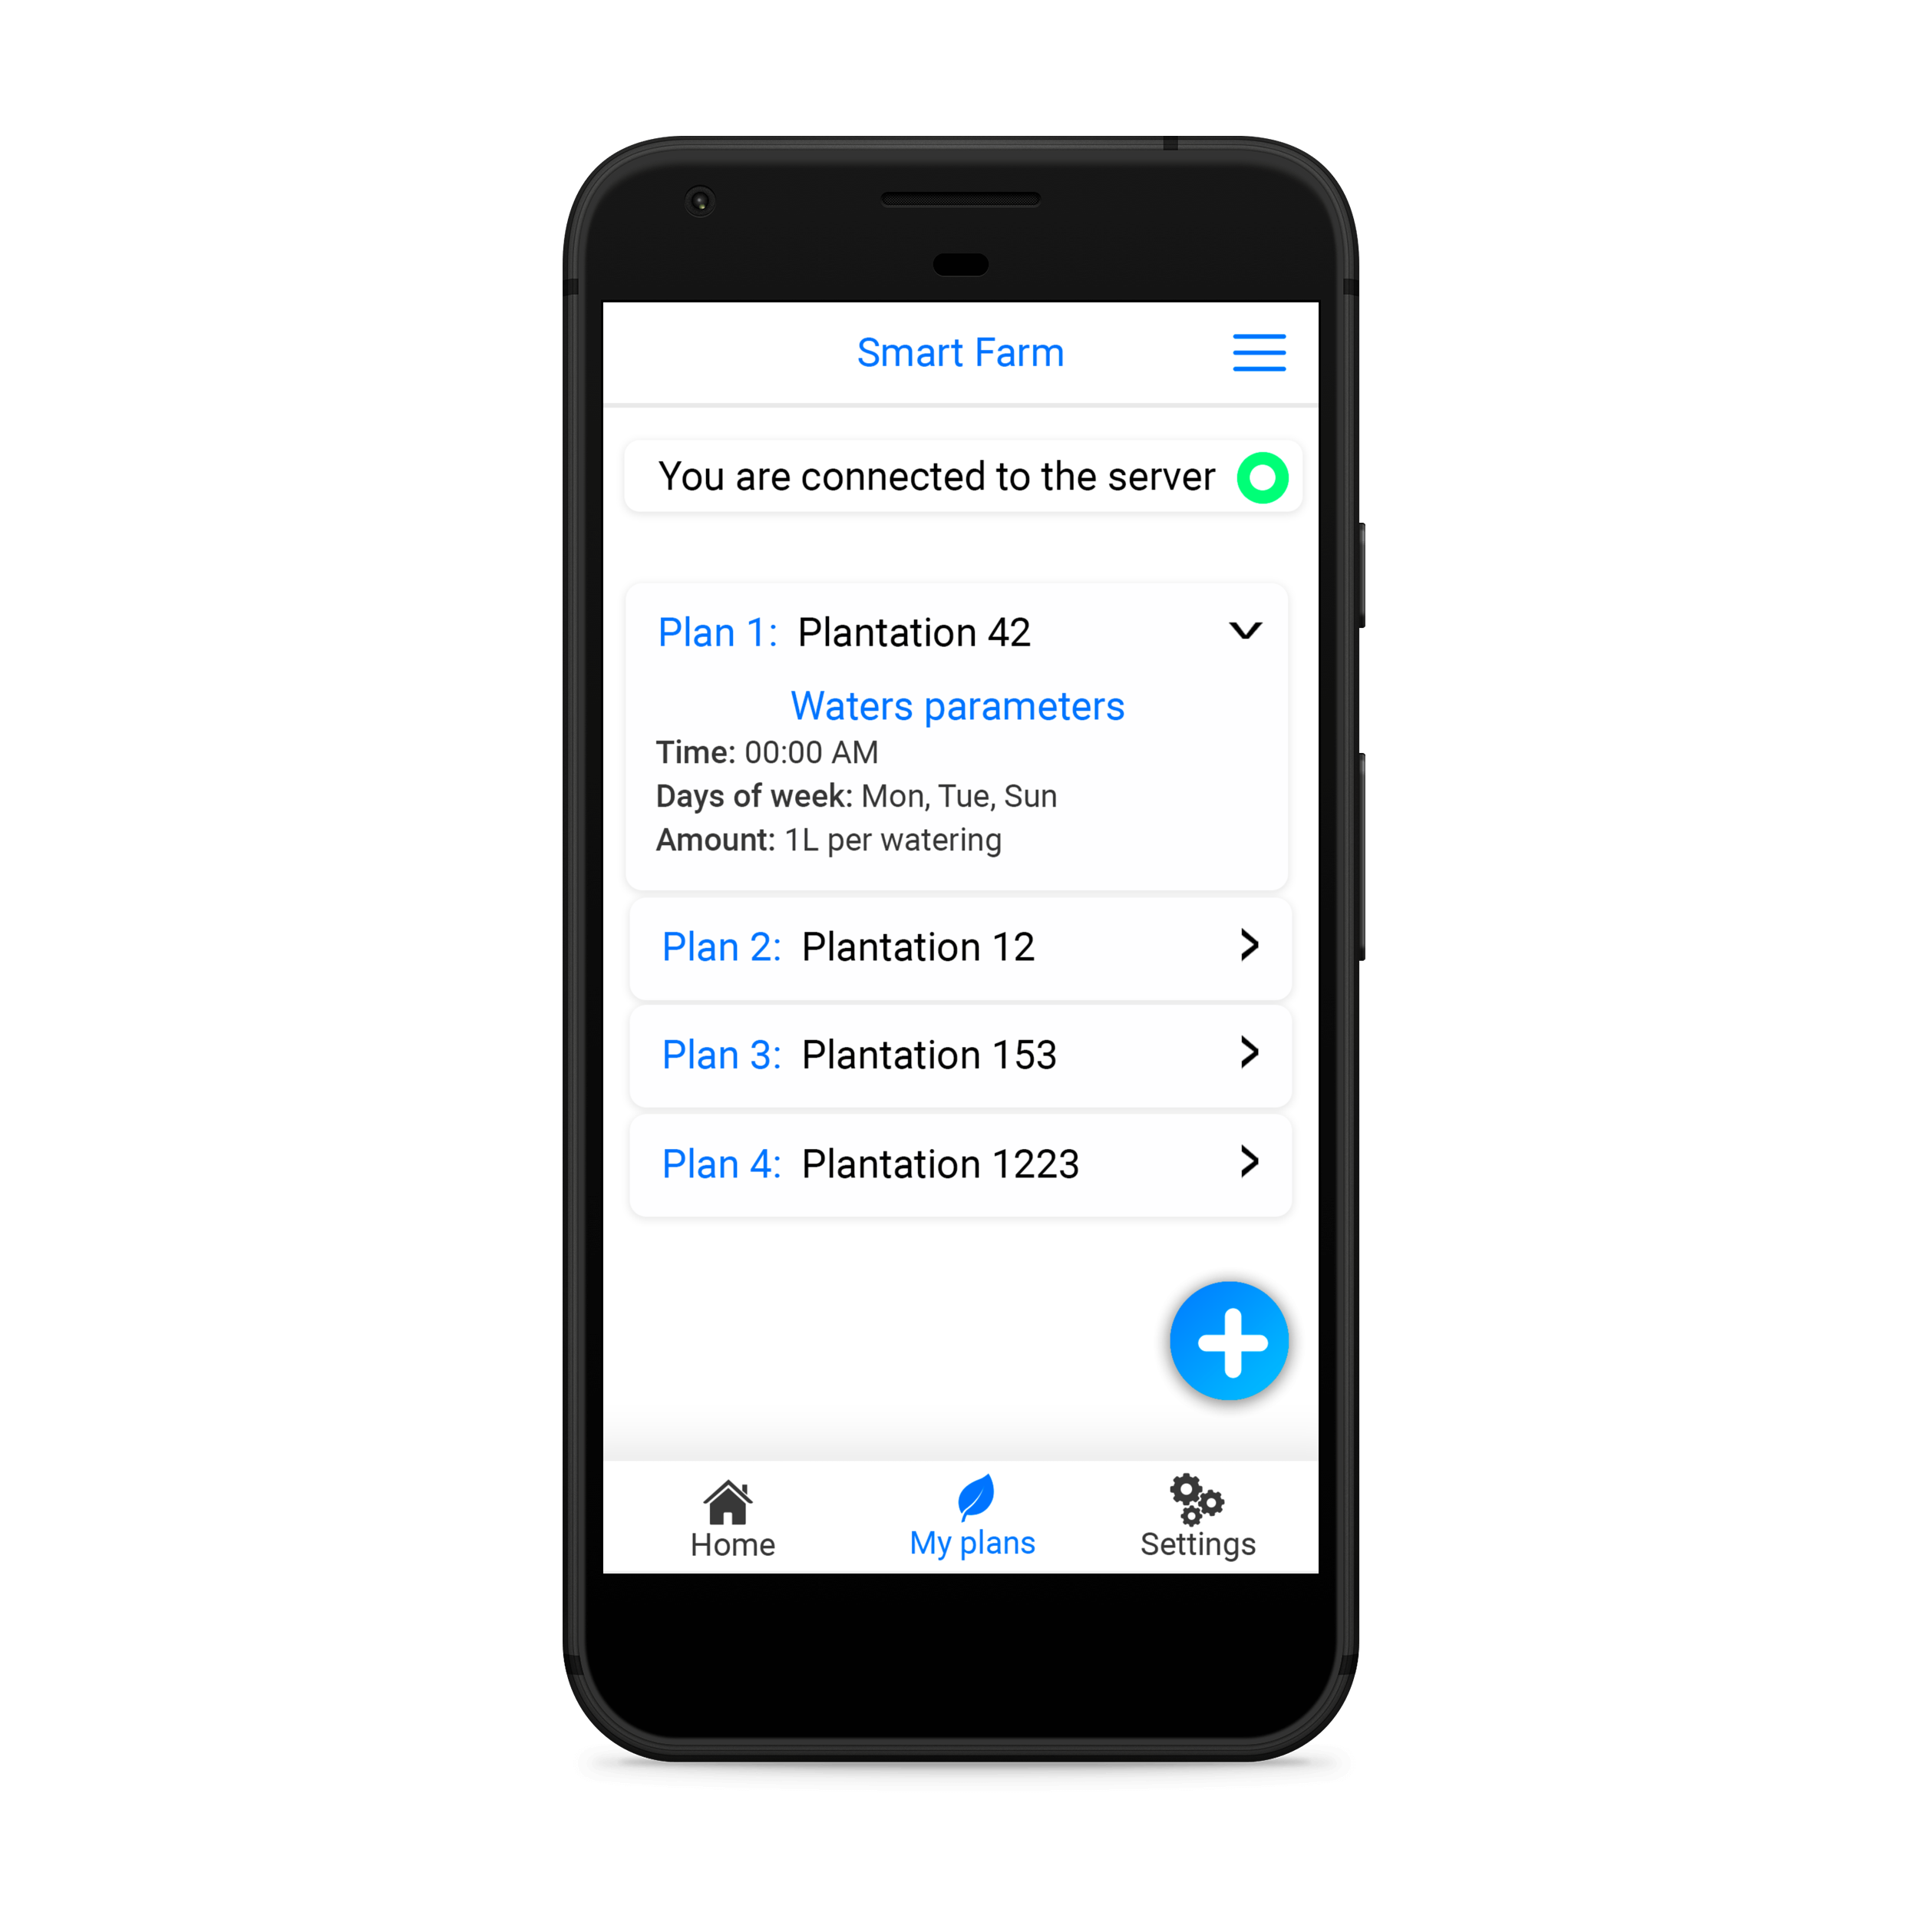 Smart Farm
You are connected to the server
Plan 1: Plantation 42
Waters parameters
Time: 00:00 AM
Days of week: Mon, Tue, Sun
Amount: 1L per watering
Plan 2: Plantation 12
Plan 3: Plantation 153
Plan 4: Plantation 1223
Home
My plans
Settings